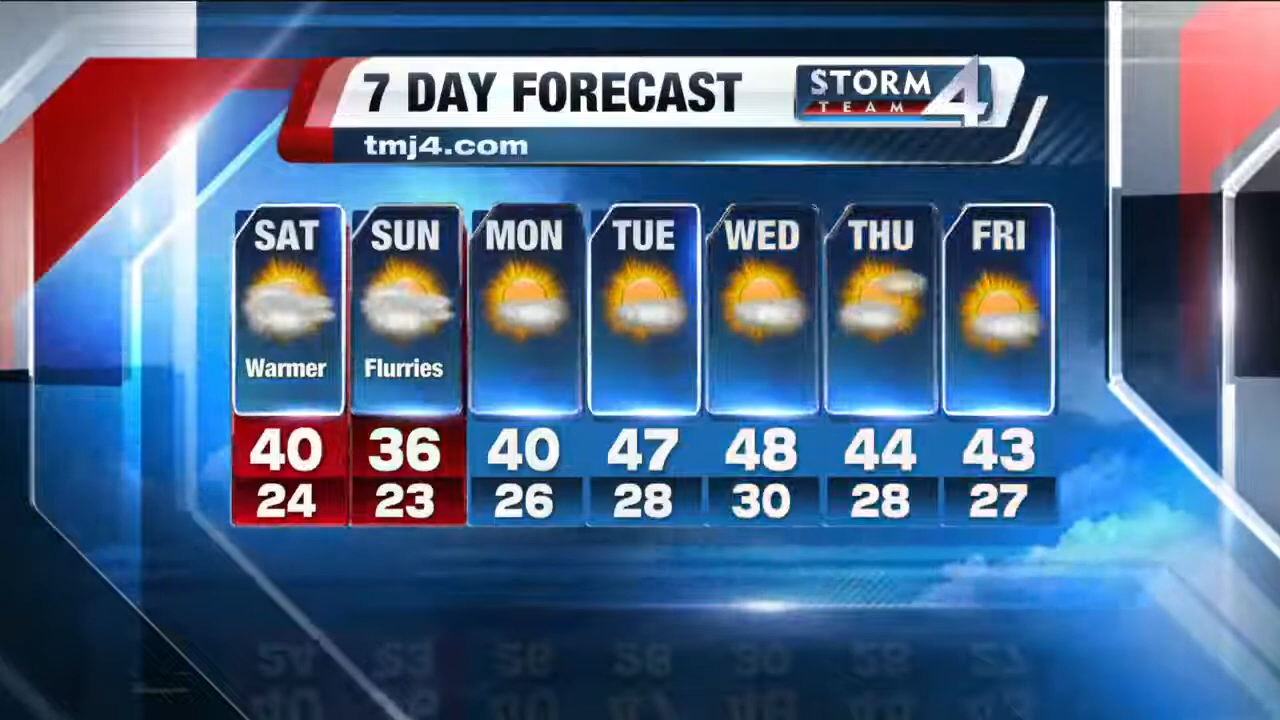 7 DAY FORECAST
STORM 4
TEAM
tmj4.com
SAT SUN MON TUE WED THU FRI
Warmer Flurries
40 36 40 47 48 44 43
24 23 26 28 30 28 27